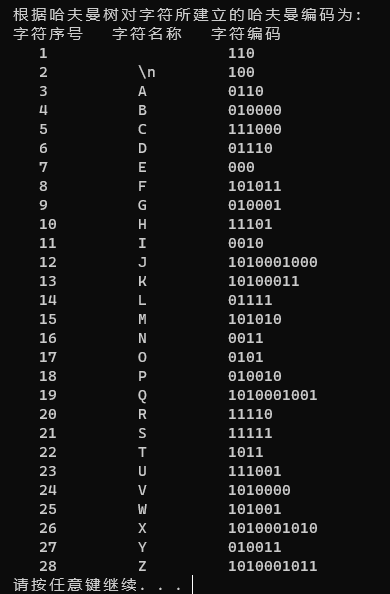 根据哈夫曼树对字符所建立的哈夫曼编码为:
字符序号 字符名称 字符编码
1 110
2 \n 100
3 A 0110
4 B 010000
5 C 111000
6 D 01110
7 E 000
8 F 101011
9 G 010001
10 H 11101
11 I 0010
12 J 1010001000
13 K 10100011
14 L 01111
15 M 101010
16 N 0011
17 O 0101
18 P 010010
19 Q 1010001001
20 R 11110
21 S 11111
22 T 1011
23 U 111001
24 V 1010000
25 W 101001
26 X 1010001010
27 Y 010011
28 Z 1010001011
请按任意键继续. . .